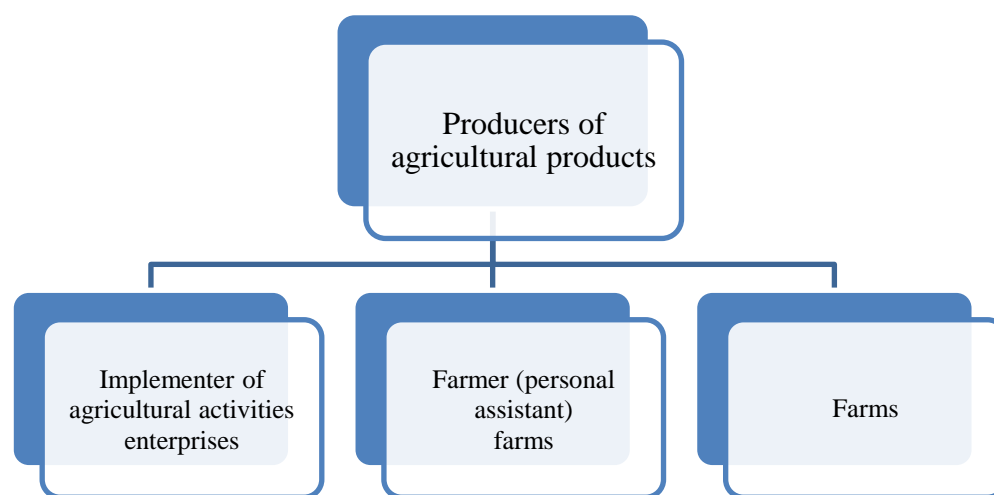 Producers of
agricultural products
Implementer of
agricultural activities
enterprises
Farmer (personal
assistant)
farms
Farms